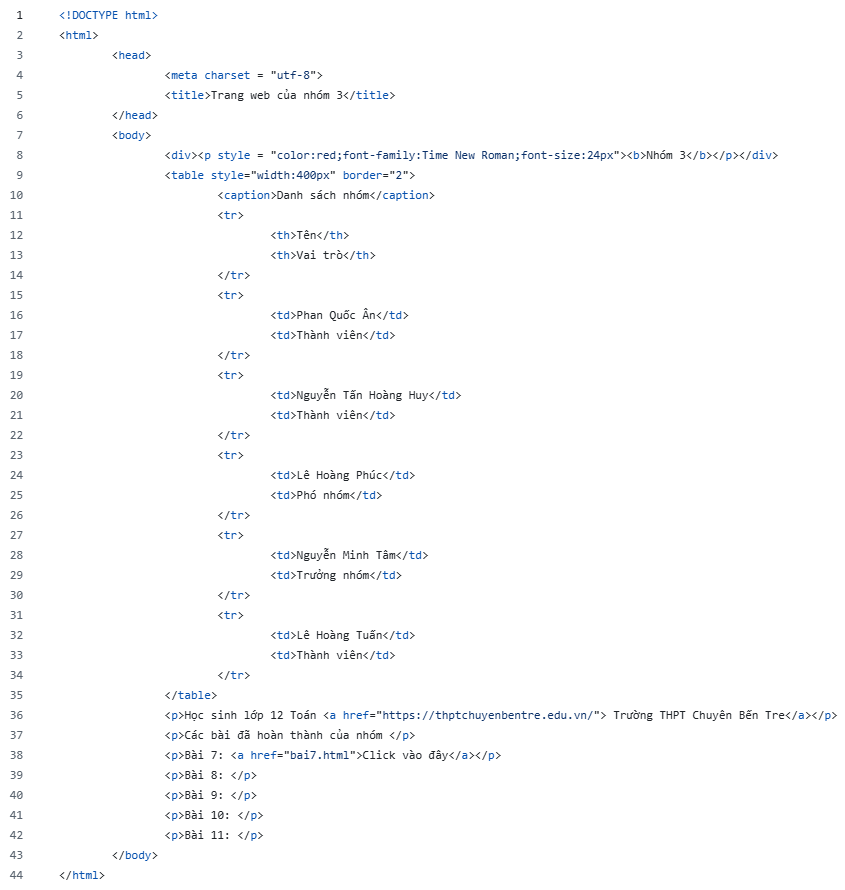 1 <!DOCTYPE html>
2 <html>
3 <head>
4 <meta charset = "utf-8">
5 <title>Trang web của nhóm 3</title>
6 </head>
7 <body>
8 <div><p style = "color:red;font-family:Time New Roman;font-size:24px"><b>Nhóm 3</b></p></div>
9 <table style="width:400px" border="2">
10 <caption>Danh sách nhóm</caption>
11 <tr>
12 <th>Tên</th>
13 <th>Vai trò</th>
14 </tr>
15 <tr>
16 <td>Phan Quốc Ân</td>
17 <td>Thành viên</td>
18 </tr>
19 <tr>
20 <td>Nguyễn Tấn Hoàng Huy</td>
21 <td>Thành viên</td>
22 </tr>
23 <tr>
24 <td>Lê Hoàng Phúc</td>
25 <td>Phó nhóm</td>
26 </tr>
27 <tr>
28 <td>Nguyễn Minh Tâm</td>
29 <td>Trưởng nhóm</td>
30 </tr>
31 <tr>
32 <td>Lê Hoàng Tuấn</td>
33 <td>Thành viên</td>
34 </tr>
35 </table>
36 <p>Học sinh lớp 12 Toán <a href="https://thptchuyenbentre.edu.vn/"> Trường THPT Chuyên Bến Tre</a></p>
37 <p>Các bài đã hoàn thành của nhóm </p>
38 <p>Bài 7: <a href="bai7.html">Click vào đây</a></p>
39 <p>Bài 8: </p>
40 <p>Bài 9: </p>
41 <p>Bài 10: </p>
42 <p>Bài 11: </p>
43 </body>
44 </html>